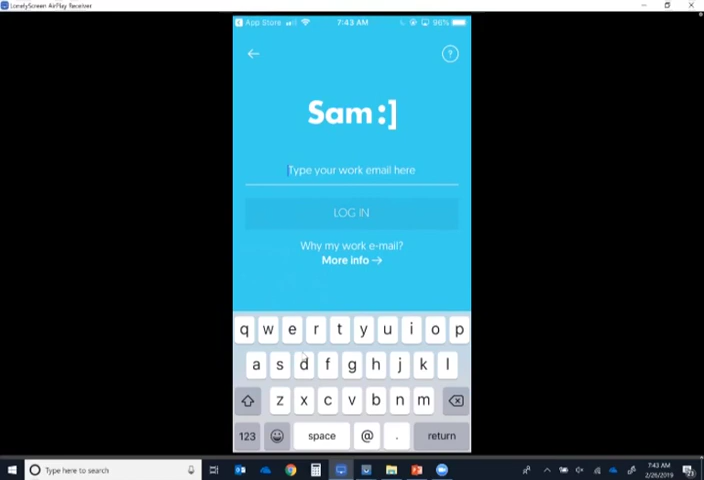 LonelyScreen AirPlay Receiver
App Store
7:43 AM
96%
?
Sam :]
Type your work email here
LOG IN
Why my work e-mail?
More info →
q w e r t y u i o p
a s d f g h j k l
z x c v b n m
123 space @ . return
Type here to search
7:43 AM
2/26/2019